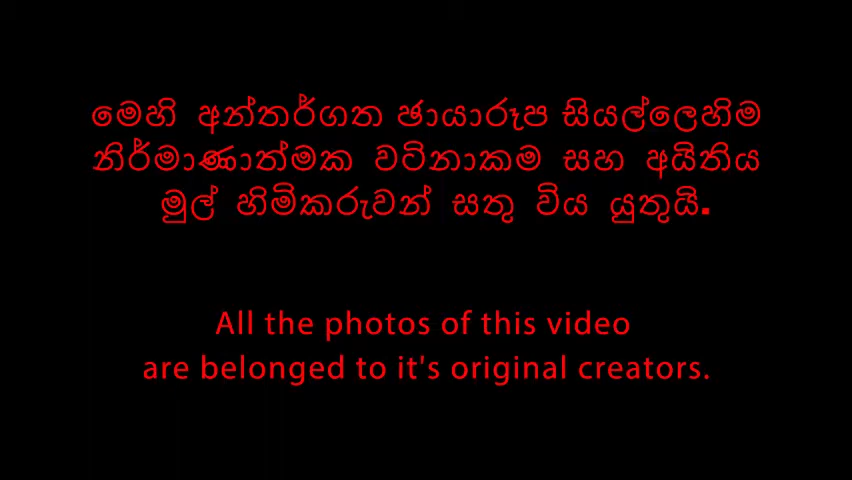 මෙහි අන්තර්ගත ඡායාරූප සියල්ලෙහිම
නිර්මාණාත්මක වටිනාකම සහ අයිතිය
මුල් හිමිකරුවන් සතු විය යුතුයි.
All the photos of this video
are belonged to it's original creators.